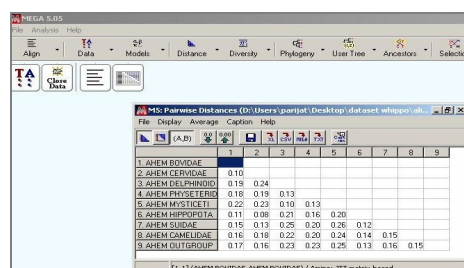 MEGA 5.05
File Analysis Help
Align Data Models Distance Diversity Phylogeny User Tree Ancestors Selectio
TA Close Data
M5: Pairwise Distances (D:\Users\parijat\Desktop\dataset whippo\ali...
File Display Average Caption Help
(A,B) XL CSV MEG TXT
1 2 3 4 5 6 7 8 9
1. AHEM BOVIDAE
2. AHEM CERVIDAE 0.10
3. AHEM DELPHINOID 0.19 0.24
4. AHEM PHYSETERID 0.18 0.19 0.13
5. AHEM MYSTICETI 0.22 0.23 0.10 0.13
6. AHEM HIPPOPOTA 0.11 0.08 0.21 0.16 0.20
7. AHEM SUIDAE 0.15 0.13 0.25 0.20 0.26 0.12
8. AHEM CAMELIDAE 0.16 0.18 0.22 0.20 0.24 0.14 0.15
9. AHEM OUTGROUP 0.17 0.16 0.23 0.23 0.25 0.13 0.16 0.15